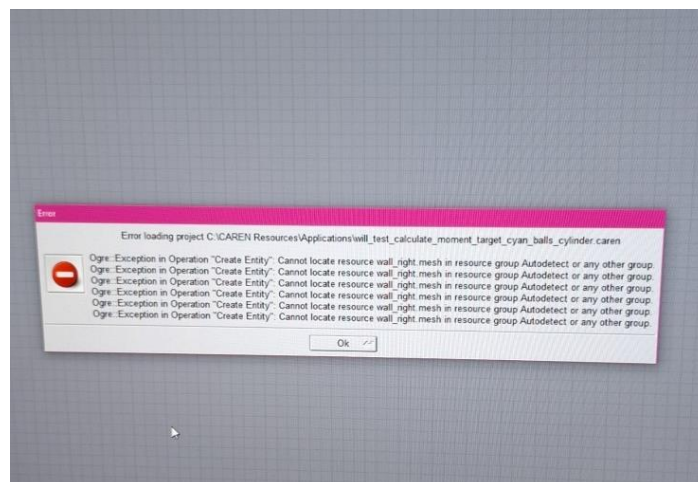 Error
Error loading project C:\CAREN Resources\Applications\will_test_calculate_moment_target_cyan_balls_cylinder.caren
Ogre::Exception in Operation "Create Entity": Cannot locate resource wall_right.mesh in resource group Autodetect or any other group.
Ogre::Exception in Operation "Create Entity": Cannot locate resource wall_right.mesh in resource group Autodetect or any other group.
Ogre::Exception in Operation "Create Entity": Cannot locate resource wall_right.mesh in resource group Autodetect or any other group.
Ogre::Exception in Operation "Create Entity": Cannot locate resource wall_right.mesh in resource group Autodetect or any other group.
Ogre::Exception in Operation "Create Entity": Cannot locate resource wall_right.mesh in resource group Autodetect or any other group.
Ogre::Exception in Operation "Create Entity": Cannot locate resource wall_right.mesh in resource group Autodetect or any other group.
Ok